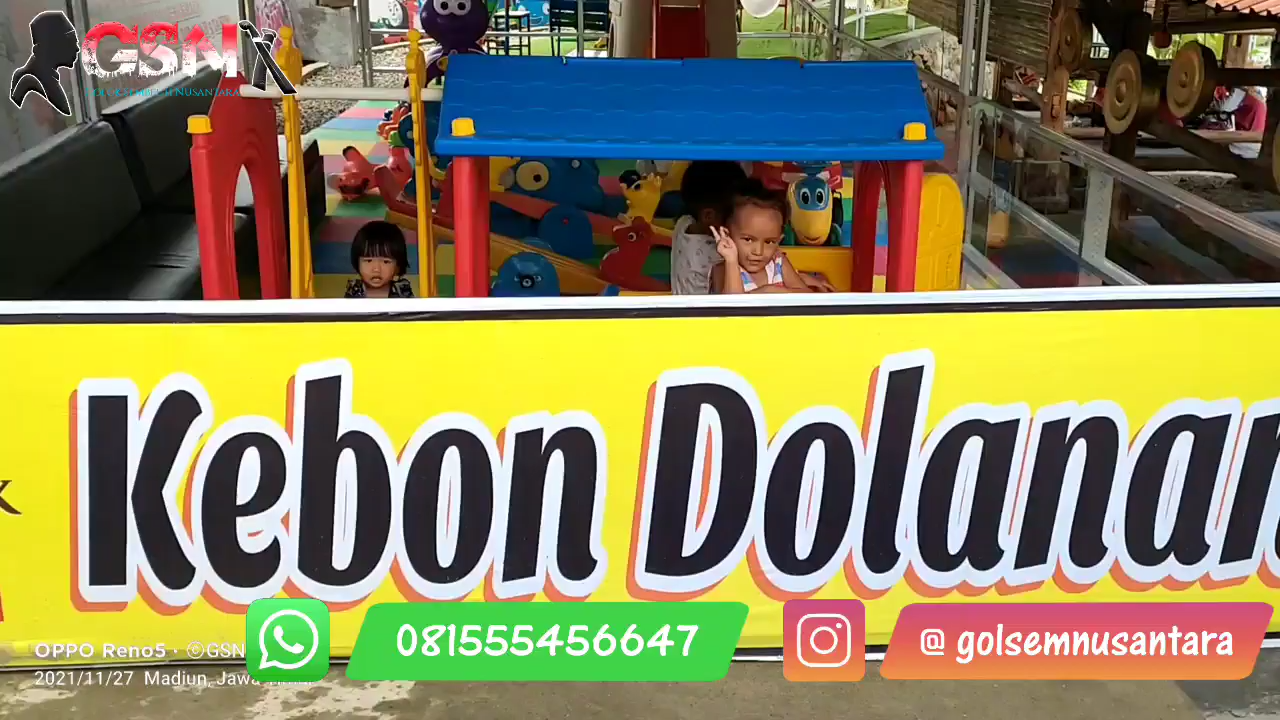 GSN
Kebon Dolanan
081555456647
@ golsemnusantara
OPPO Reno5 · ©GSN
2021/11/27 Madiun, Jawa